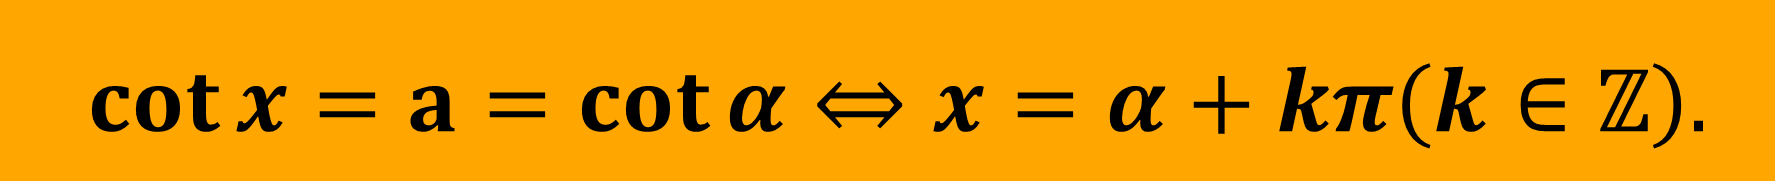 cot x = a = cot α ⇔ x = α + kπ(k ∈ ℤ).